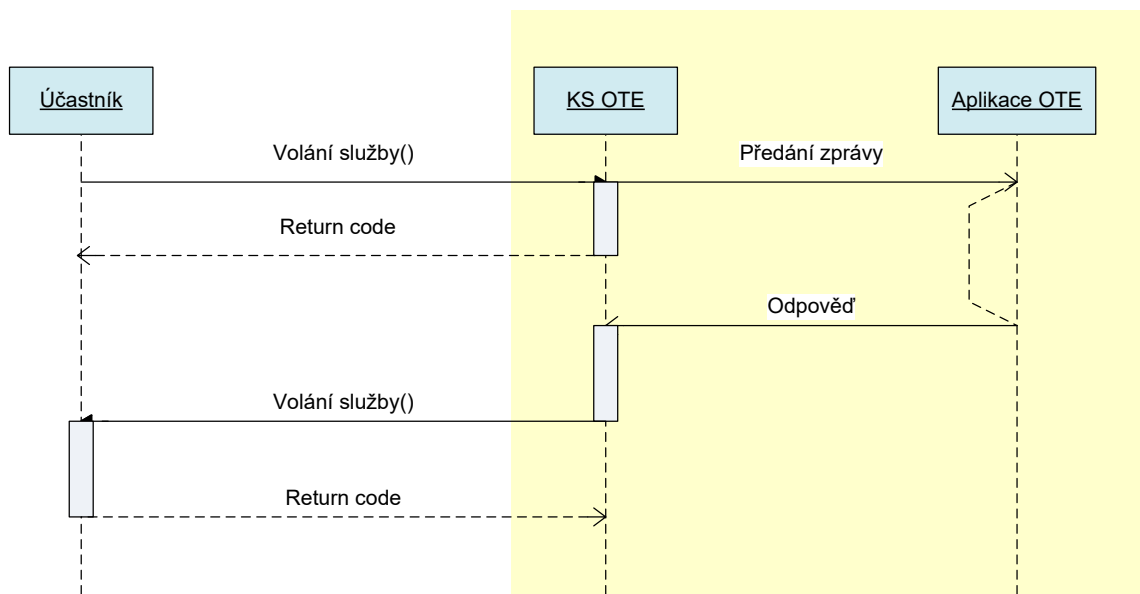 Účastník
KS OTE
Aplikace OTE
Volání služby()
Předání zprávy
Return code
Odpověď
Volání služby()
Return code